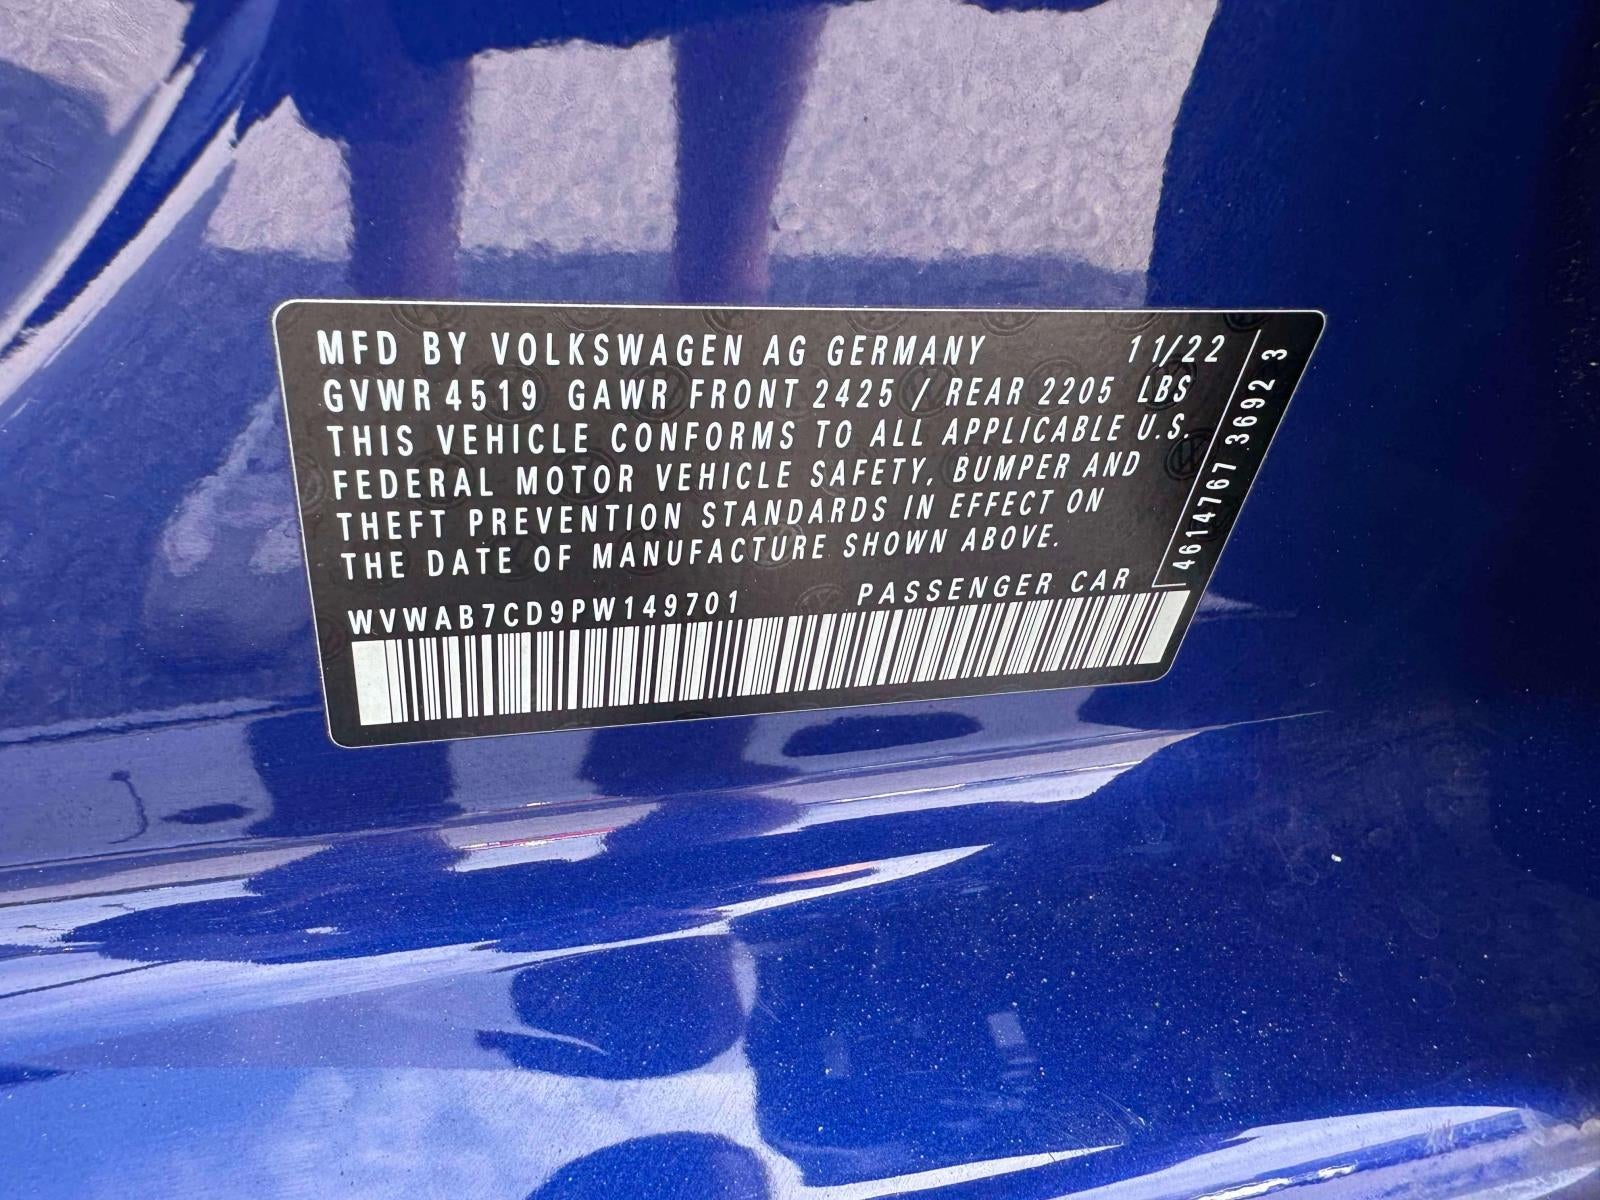 MFD BY VOLKSWAGEN AG GERMANY 11/22
GVWR 4519 GAWR FRONT 2425 / REAR 2205 LBS
THIS VEHICLE CONFORMS TO ALL APPLICABLE U.S.
FEDERAL MOTOR VEHICLE SAFETY, BUMPER AND
THEFT PREVENTION STANDARDS IN EFFECT ON
THE DATE OF MANUFACTURE SHOWN ABOVE.
WVWAB7CD9PW149701 PASSENGER CAR
4614767 3692 3